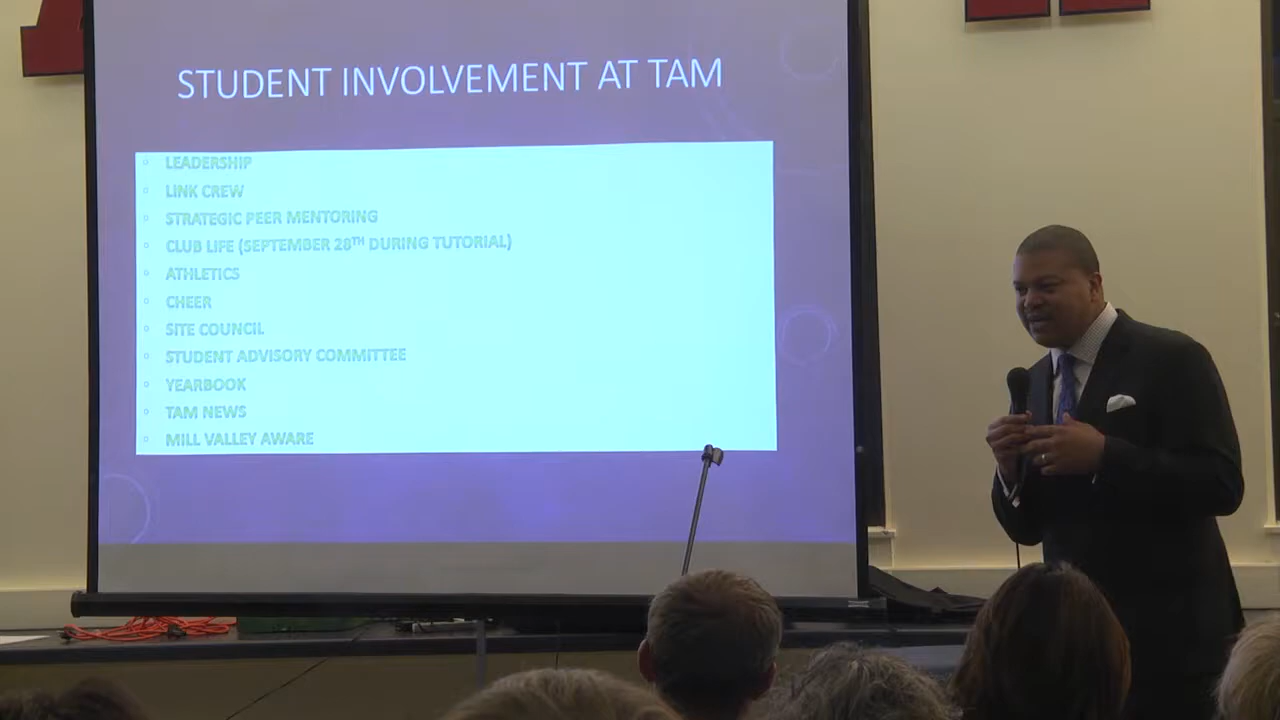 STUDENT INVOLVEMENT AT TAM
◦ LEADERSHIP
◦ LINK CREW
◦ STRATEGIC PEER MENTORING
◦ CLUB LIFE (SEPTEMBER 28TH DURING TUTORIAL)
◦ ATHLETICS
◦ CHEER
◦ SITE COUNCIL
◦ STUDENT ADVISORY COMMITTEE
◦ YEARBOOK
◦ TAM NEWS
◦ MILL VALLEY AWARE